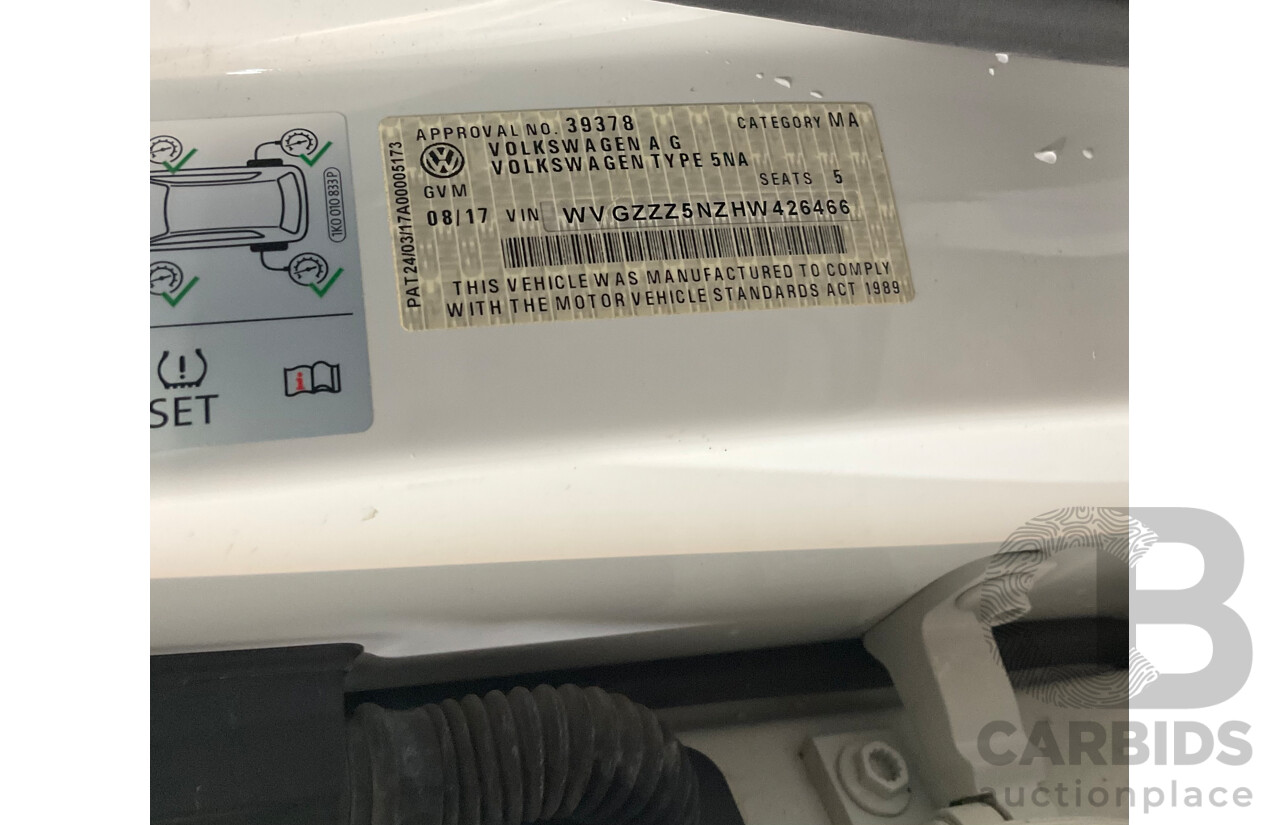 APPROVAL NO. 39378 CATEGORY MA
VOLKSWAGEN AG
VOLKSWAGEN TYPE 5NA
GVM SEATS 5
08/17 VIN WVGZZZ5NZHW426466
THIS VEHICLE WAS MANUFACTURED TO COMPLY
WITH THE MOTOR VEHICLE STANDARDS ACT 1989
PAT24/03/17A00005173
1K0 010 833P
SET
B
CARBIDS
auctionplace